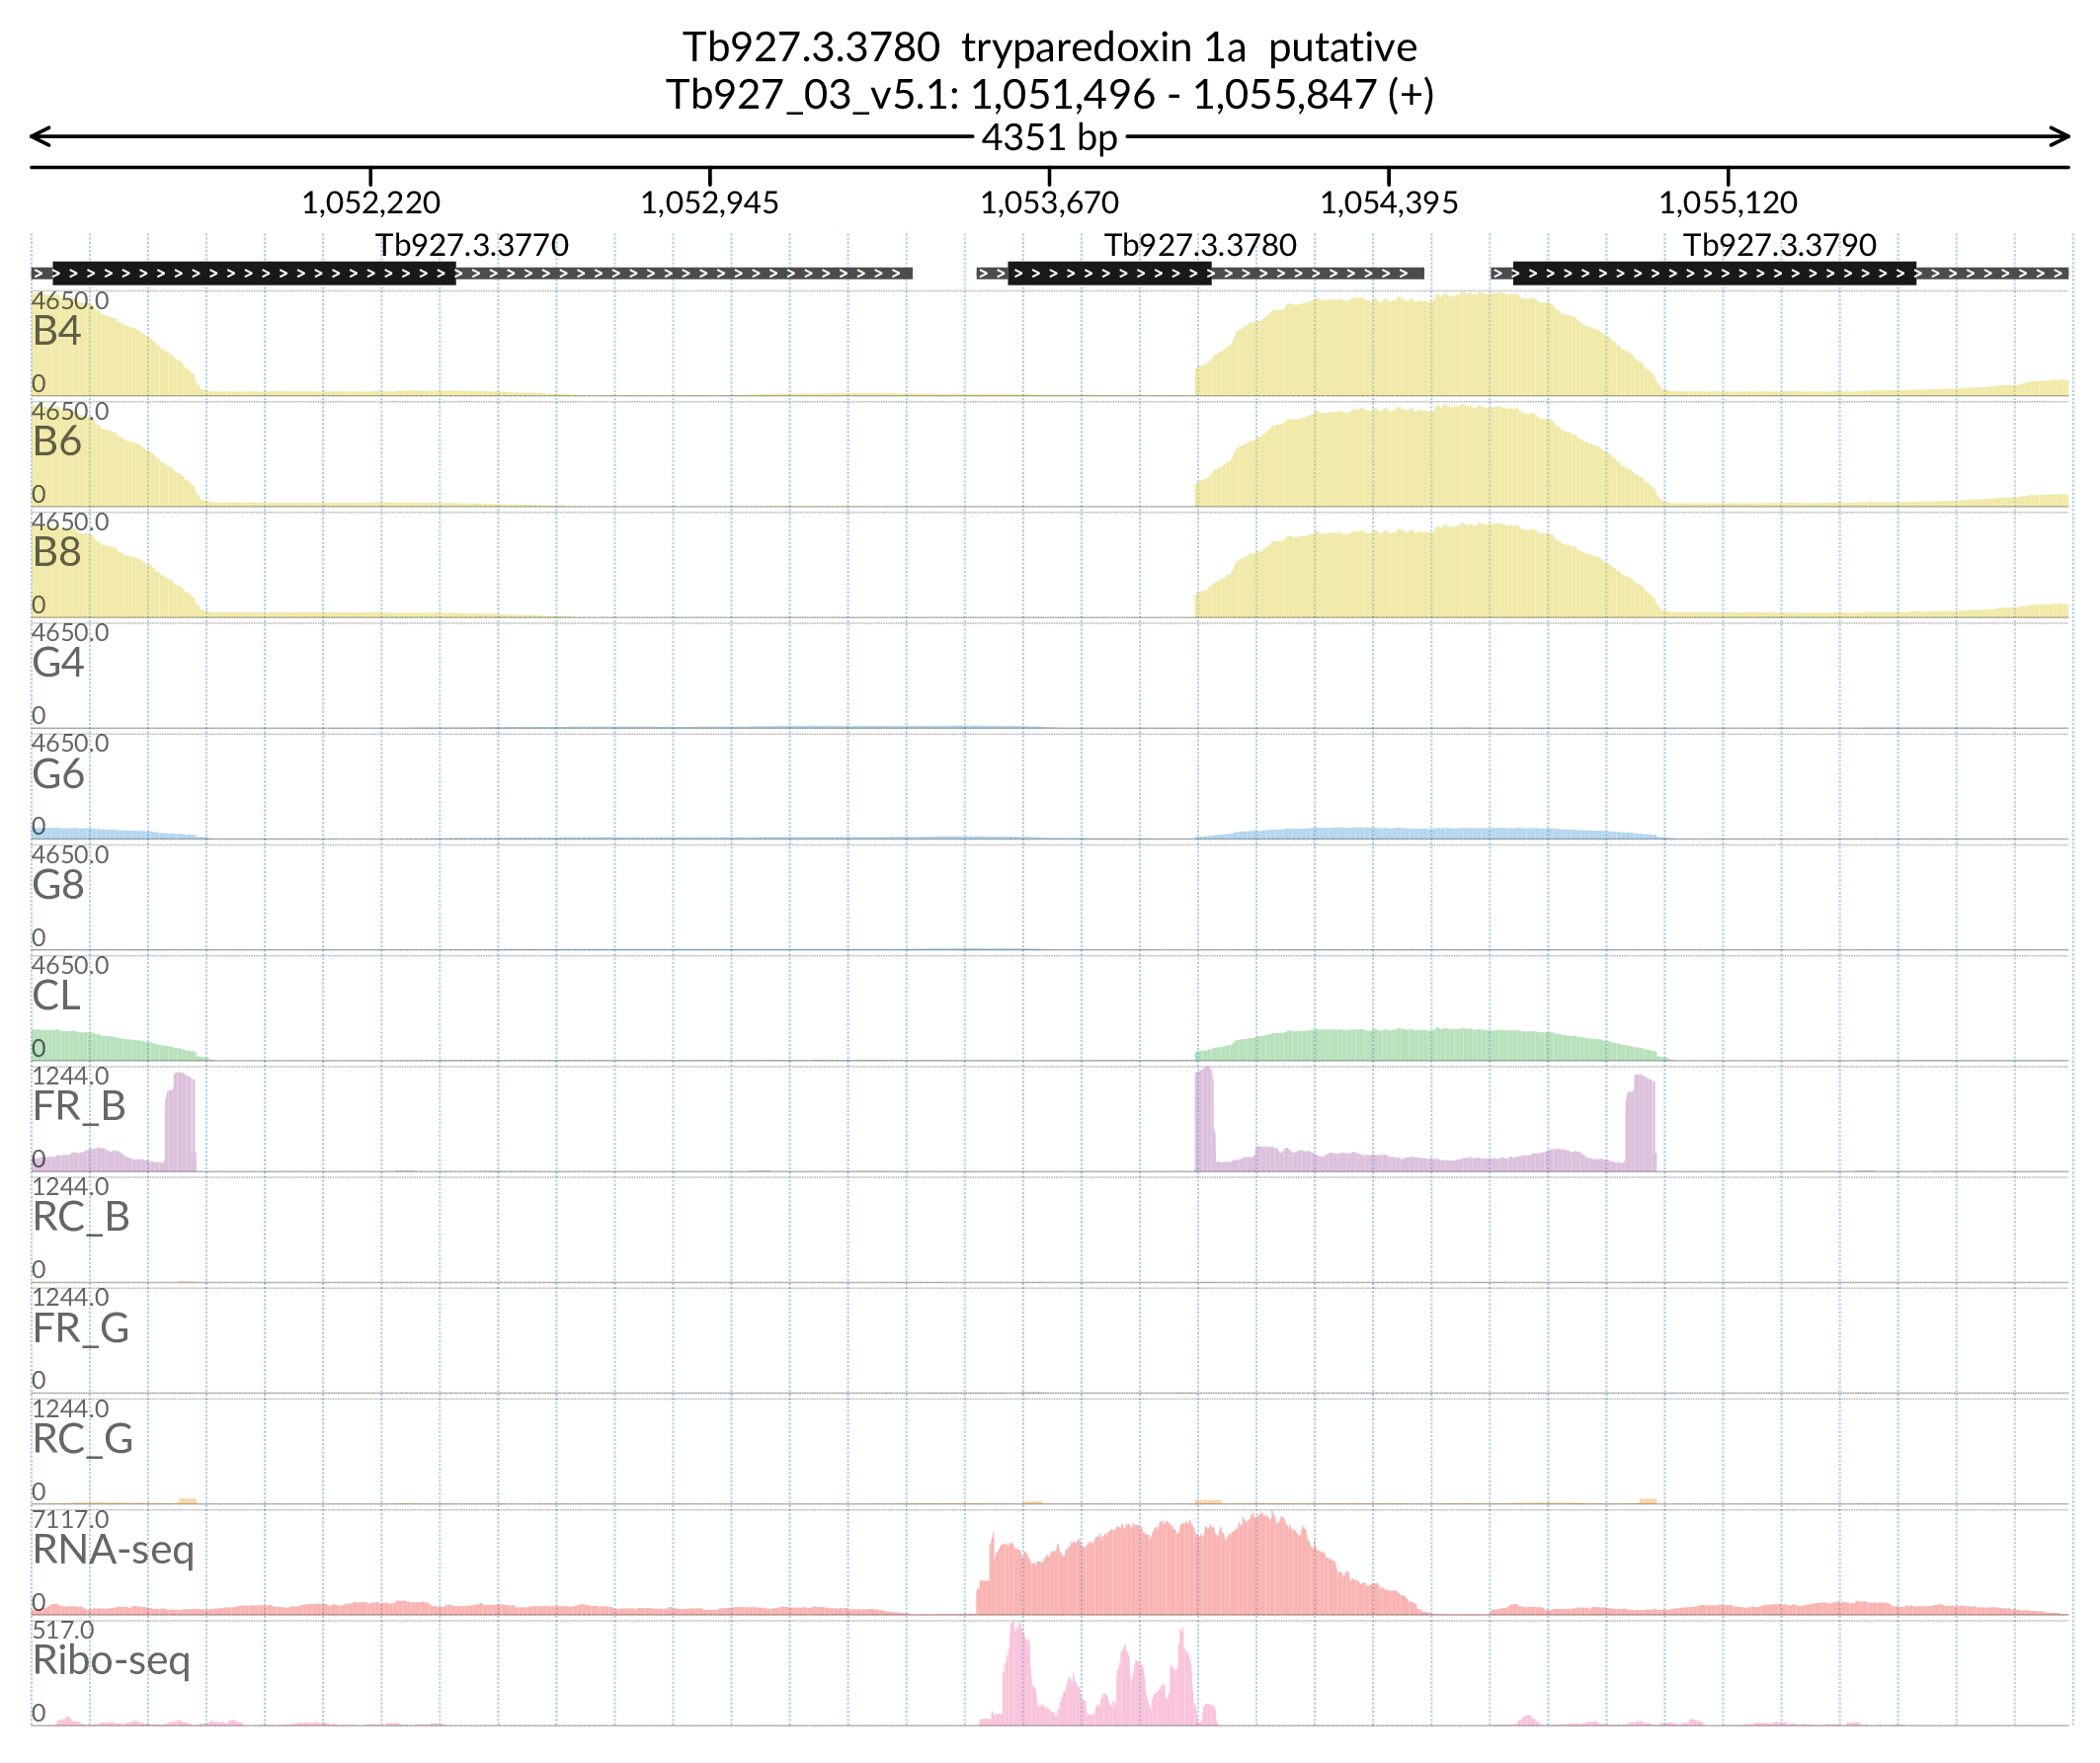 Tb927.3.3780  tryparedoxin 1a  putative
Tb927_03_v5.1: 1,051,496 - 1,055,847 (+)
4351 bp
1,052,220 1,052,945 1,053,670 1,054,395 1,055,120
Tb927.3.3770 Tb927.3.3780 Tb927.3.3790
4650.0
B4
0
4650.0
B6
0
4650.0
B8
0
4650.0
G4
0
4650.0
G6
0
4650.0
G8
0
4650.0
CL
0
1244.0
FR_B
0
1244.0
RC_B
0
1244.0
FR_G
0
1244.0
RC_G
0
7117.0
RNA-seq
0
517.0
Ribo-seq
0